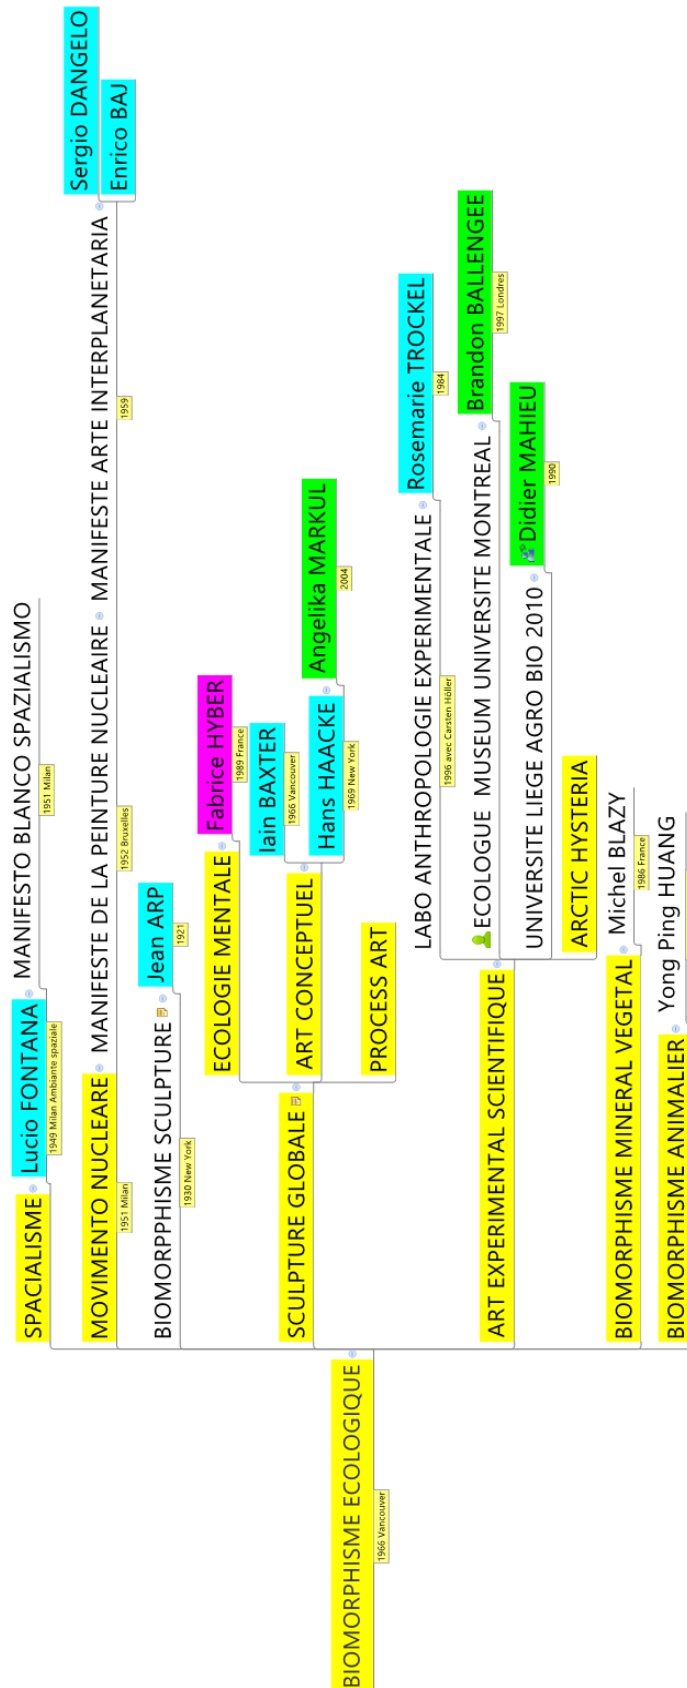 BIOMORPHISME ECOLOGIQUE
1966 Vancouver
SPACIALISME
Lucio FONTANA
1949 Milan Ambiante spaziale
MANIFESTO BLANCO SPAZIALISMO
1951 Milan
MOVIMENTO NUCLEARE
1951 Milan
MANIFESTE DE LA PEINTURE NUCLEAIRE
1952 Bruxelles
MANIFESTE ARTE INTERPLANETARIA
1959
Sergio DANGELO
Enrico BAJ
BIOMORPPHISME SCULPTURE
1930 New York
Jean ARP
1921
SCULPTURE GLOBALE
ECOLOGIE MENTALE
Fabrice HYBER
1989 France
ART CONCEPTUEL
Iain BAXTER
1966 Vancouver
Hans HAACKE
1969 New York
Angelika MARKUL
2004
PROCESS ART
ART EXPERIMENTAL SCIENTIFIQUE
LABO ANTHROPOLOGIE EXPERIMENTALE
1996 avec Carsten Höller
Rosemarie TROCKEL
1984
ECOLOGUE MUSEUM UNIVERSITE MONTREAL
Brandon BALLENGEE
1997 Londres
UNIVERSITE LIEGE AGRO BIO 2010
Didier MAHIEU
1990
ARCTIC HYSTERIA
BIOMORPHISME MINERAL VEGETAL
Michel BLAZY
1986 France
BIOMORPHISME ANIMALIER
Yong Ping HUANG